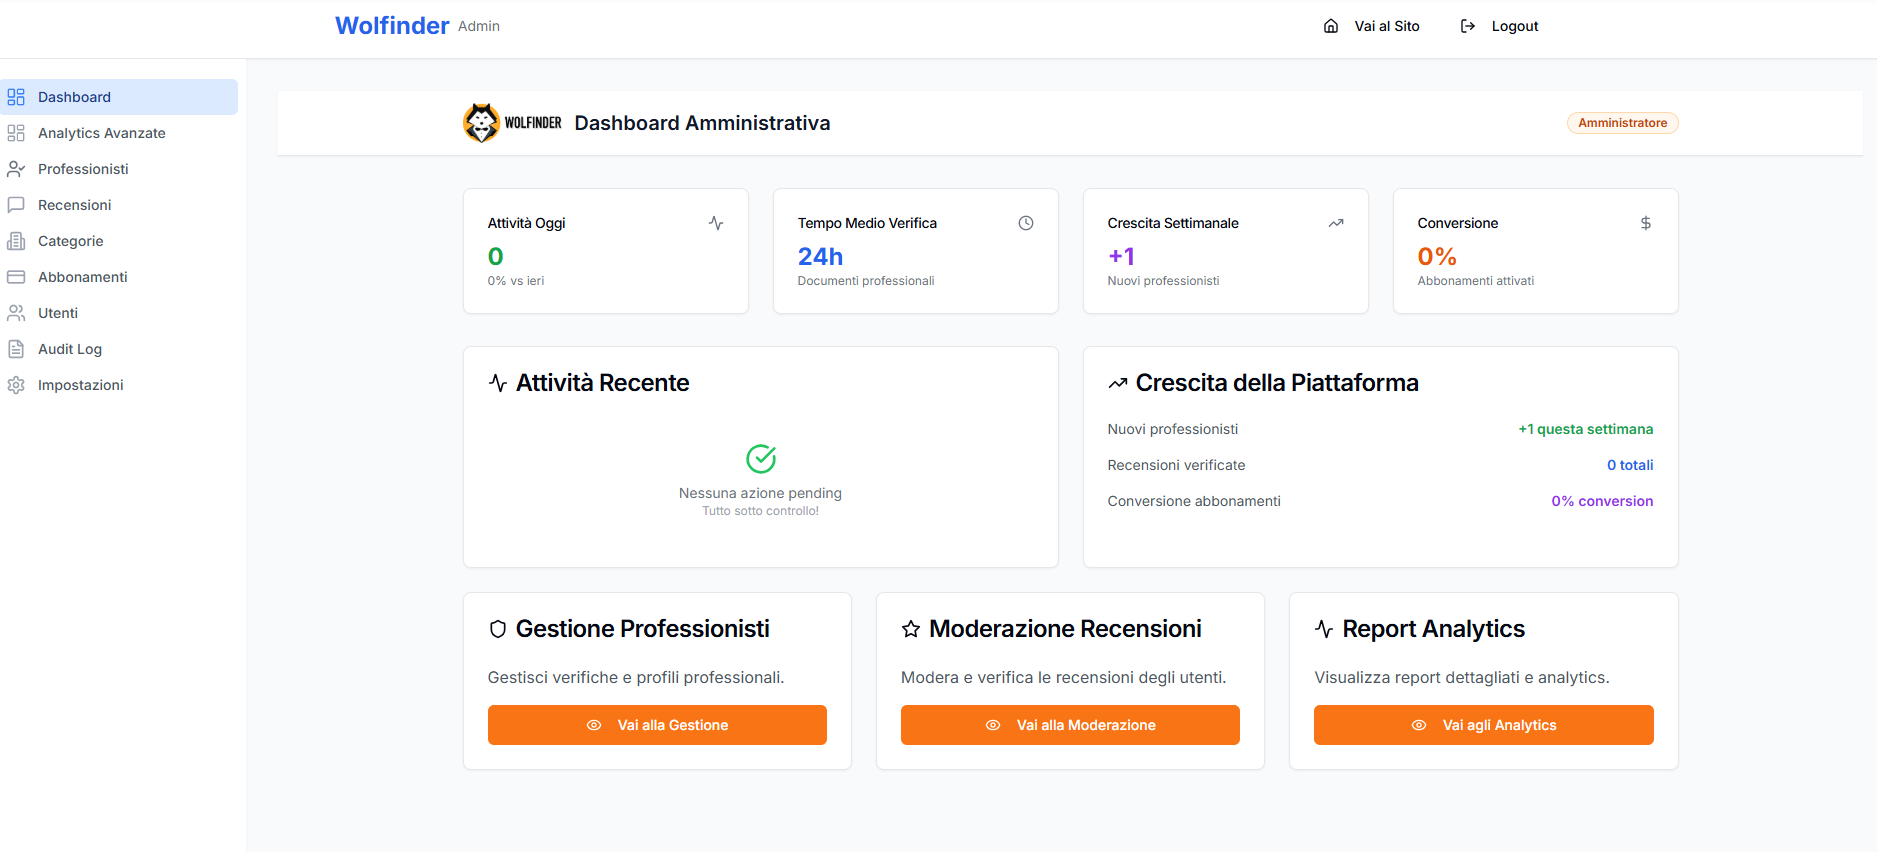 Wolfinder Admin
Vai al Sito
Logout
Dashboard
Analytics Avanzate
Professionisti
Recensioni
Categorie
Abbonamenti
Utenti
Audit Log
Impostazioni
WOLFINDER
Dashboard Amministrativa
Amministratore
Attività Oggi
0
0% vs ieri
Tempo Medio Verifica
24h
Documenti professionali
Crescita Settimanale
+1
Nuovi professionisti
Conversione
0%
Abbonamenti attivati
Attività Recente
Nessuna azione pending
Tutto sotto controllo!
Crescita della Piattaforma
Nuovi professionisti +1 questa settimana
Recensioni verificate 0 totali
Conversione abbonamenti 0% conversion
Gestione Professionisti
Gestisci verifiche e profili professionali.
Vai alla Gestione
Moderazione Recensioni
Modera e verifica le recensioni degli utenti.
Vai alla Moderazione
Report Analytics
Visualizza report dettagliati e analytics.
Vai agli Analytics